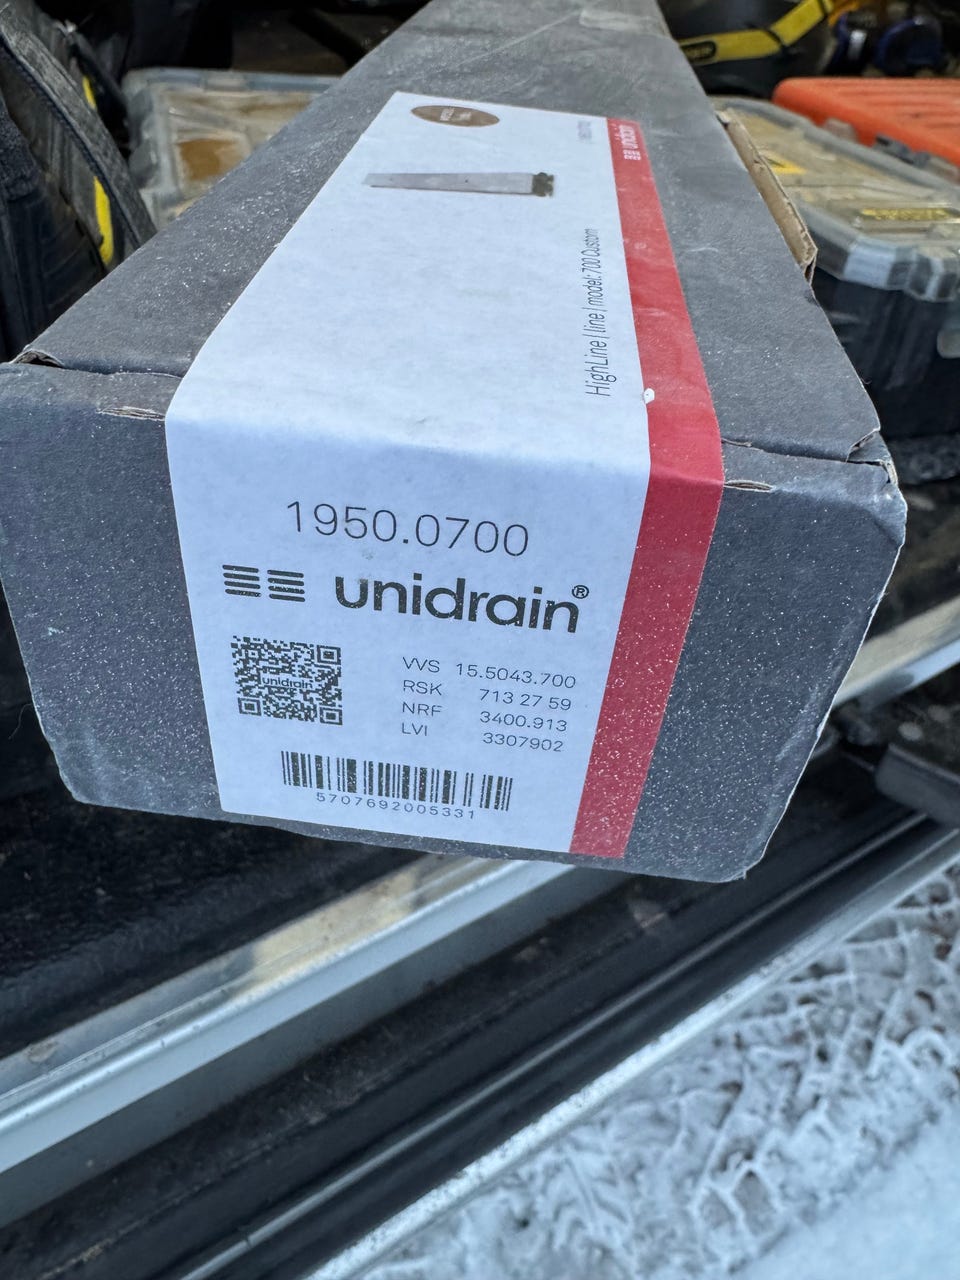 unidrain
HighLine | line | model: 700 Custom
1950.0700
unidrain®
unidrain
VVS 15.5043.700
RSK 713 27 59
NRF 3400.913
LVI 3307902
5707692005331